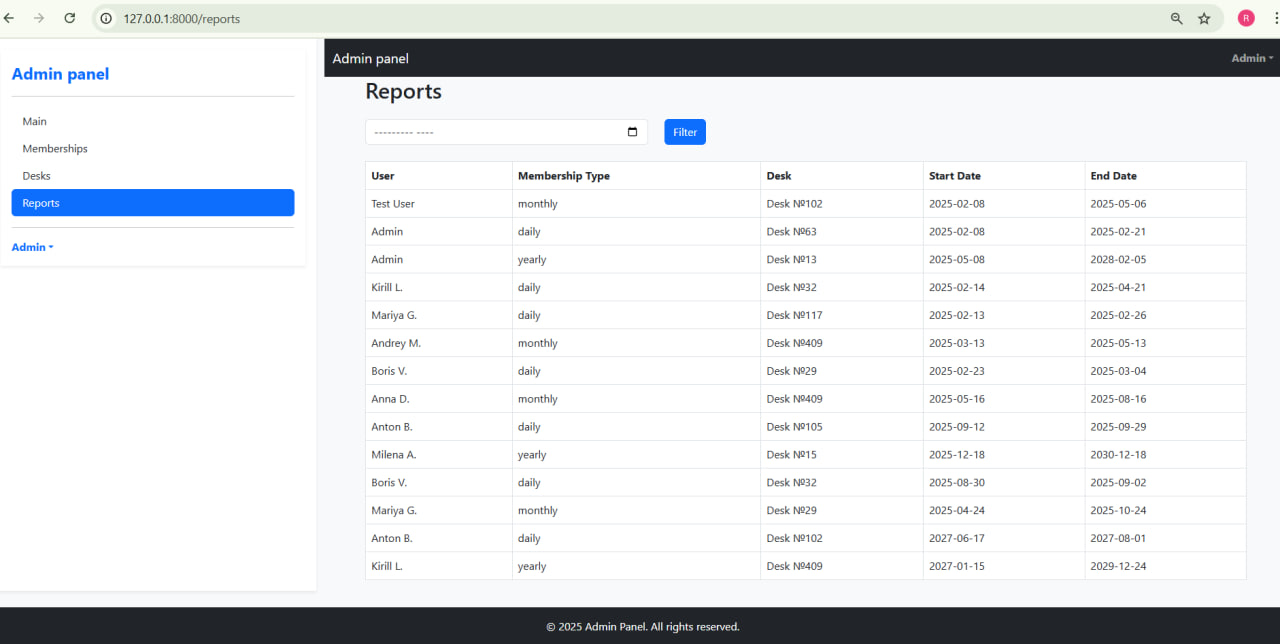 127.0.0.1:8000/reports
R
Admin panel
Main
Memberships
Desks
Reports
Admin
Admin panel
Admin
Reports
--------- ----
Filter
User Membership Type Desk Start Date End Date
Test User monthly Desk №102 2025-02-08 2025-05-06
Admin daily Desk №63 2025-02-08 2025-02-21
Admin yearly Desk №13 2025-05-08 2028-02-05
Kirill L. daily Desk №32 2025-02-14 2025-04-21
Mariya G. daily Desk №117 2025-02-13 2025-02-26
Andrey M. monthly Desk №409 2025-03-13 2025-05-13
Boris V. daily Desk №29 2025-02-23 2025-03-04
Anna D. monthly Desk №409 2025-05-16 2025-08-16
Anton B. daily Desk №105 2025-09-12 2025-09-29
Milena A. yearly Desk №15 2025-12-18 2030-12-18
Boris V. daily Desk №32 2025-08-30 2025-09-02
Mariya G. monthly Desk №29 2025-04-24 2025-10-24
Anton B. daily Desk №102 2027-06-17 2027-08-01
Kirill L. yearly Desk №409 2027-01-15 2029-12-24
© 2025 Admin Panel. All rights reserved.